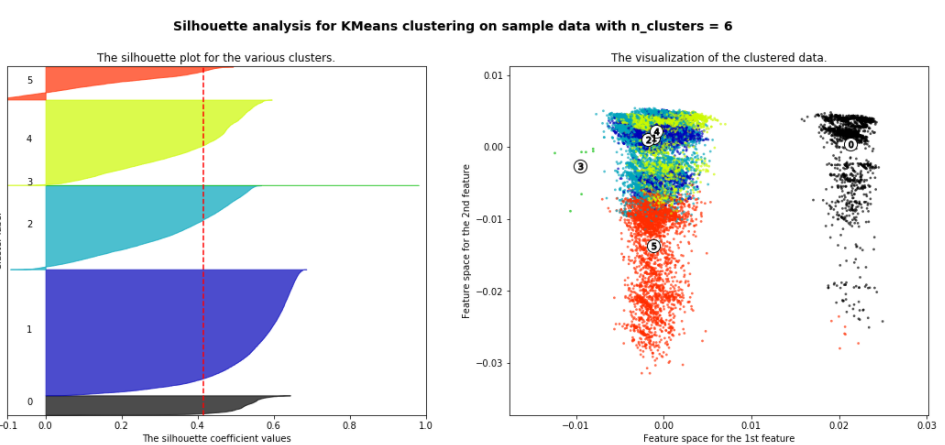 Silhouette analysis for KMeans clustering on sample data with n_clusters = 6
The silhouette plot for the various clusters.
5
4
3
2
1
0
-0.1 0.0 0.2 0.4 0.6 0.8 1.0
The silhouette coefficient values
The visualization of the clustered data.
0.01
0.00
−0.01
−0.02
−0.03
Feature space for the 2nd feature
4
2
0
3
5
−0.01 0.00 0.01 0.02 0.03
Feature space for the 1st feature